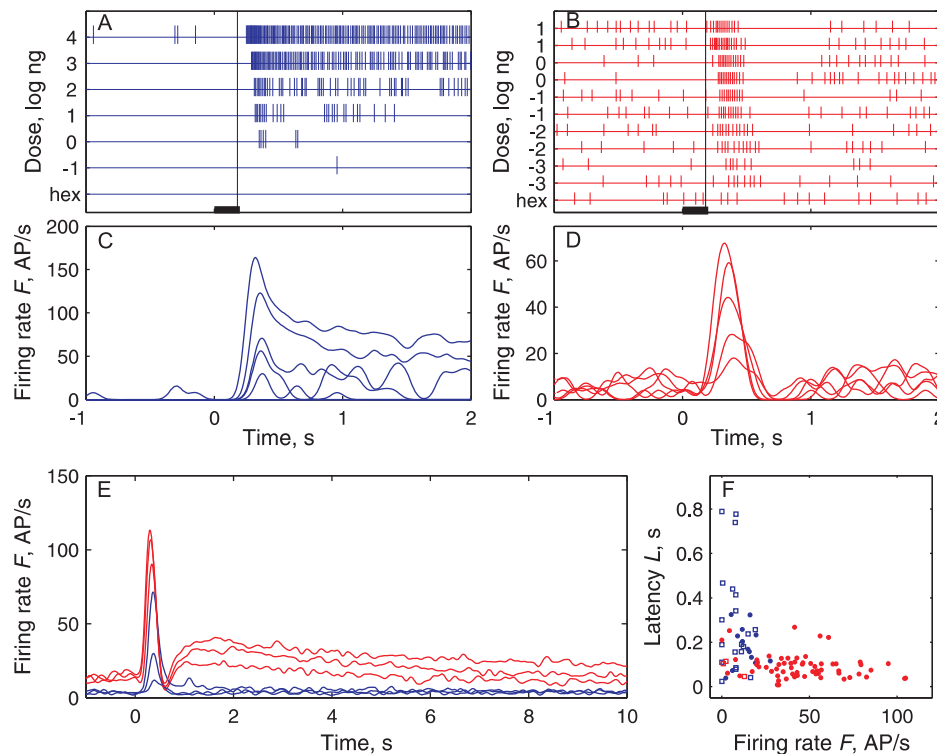 A
Dose, log ng
4
3
2
1
0
-1
hex
B
Dose, log ng
1
1
0
0
-1
-1
-2
-2
-3
-3
hex
C
Firing rate F, AP/s
200
150
100
50
0
-1 0 1 2
Time, s
D
Firing rate F, AP/s
60
40
20
0
-1 0 1 2
Time, s
E
Firing rate F, AP/s
150
100
50
0
0 2 4 6 8 10
Time, s
F
Latency L, s
0.8
0.6
0.4
0.2
0
0 50 100
Firing rate F, AP/s